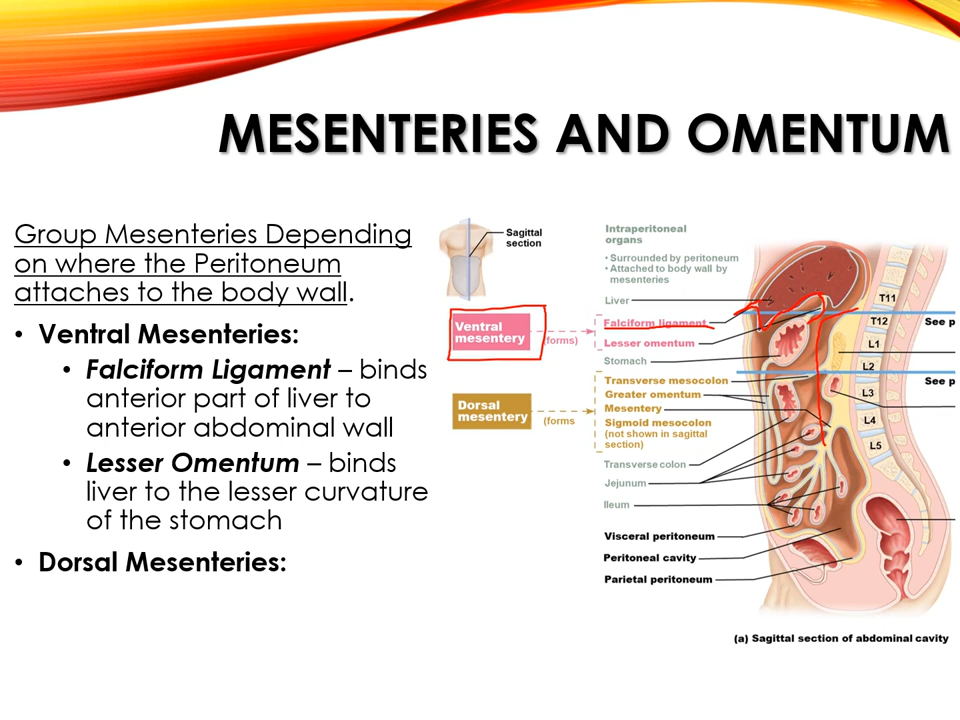 MESENTERIES AND OMENTUM
Group Mesenteries Depending
on where the Peritoneum
attaches to the body wall.
• Ventral Mesenteries:
• Falciform Ligament – binds
anterior part of liver to
anterior abdominal wall
• Lesser Omentum – binds
liver to the lesser curvature
of the stomach
• Dorsal Mesenteries:
Sagittal
section
Ventral
mesentery
(forms)
Dorsal
mesentery
(forms
Intraperitoneal
organs
• Surrounded by peritoneum
• Attached to body wall by
mesenteries
Liver
Falciform ligament
Lesser omentum
Stomach
Transverse mesocolon
Greater omentum
Mesentery
Sigmoid mesocolon
(not shown in sagittal
section)
Transverse colon
Jejunum
Ileum
Visceral peritoneum
Peritoneal cavity
Parietal peritoneum
T11
T12
L1
L2
L3
L4
L5
See p
See p
(a) Sagittal section of abdominal cavity